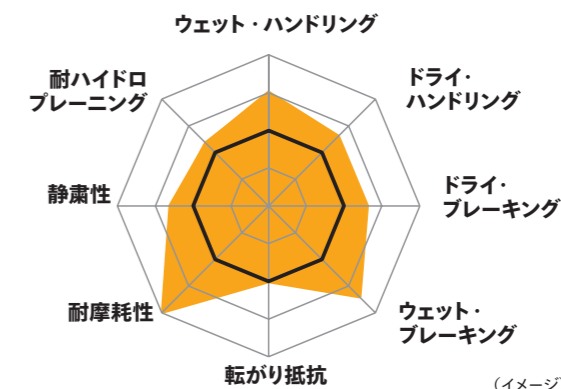 ウェット・ハンドリング
ドライ・
ハンドリング
耐ハイドロ
プレーニング
ドライ・
ブレーキング
静粛性
耐摩耗性
ウェット・
ブレーキング
転がり抵抗
（イメージ